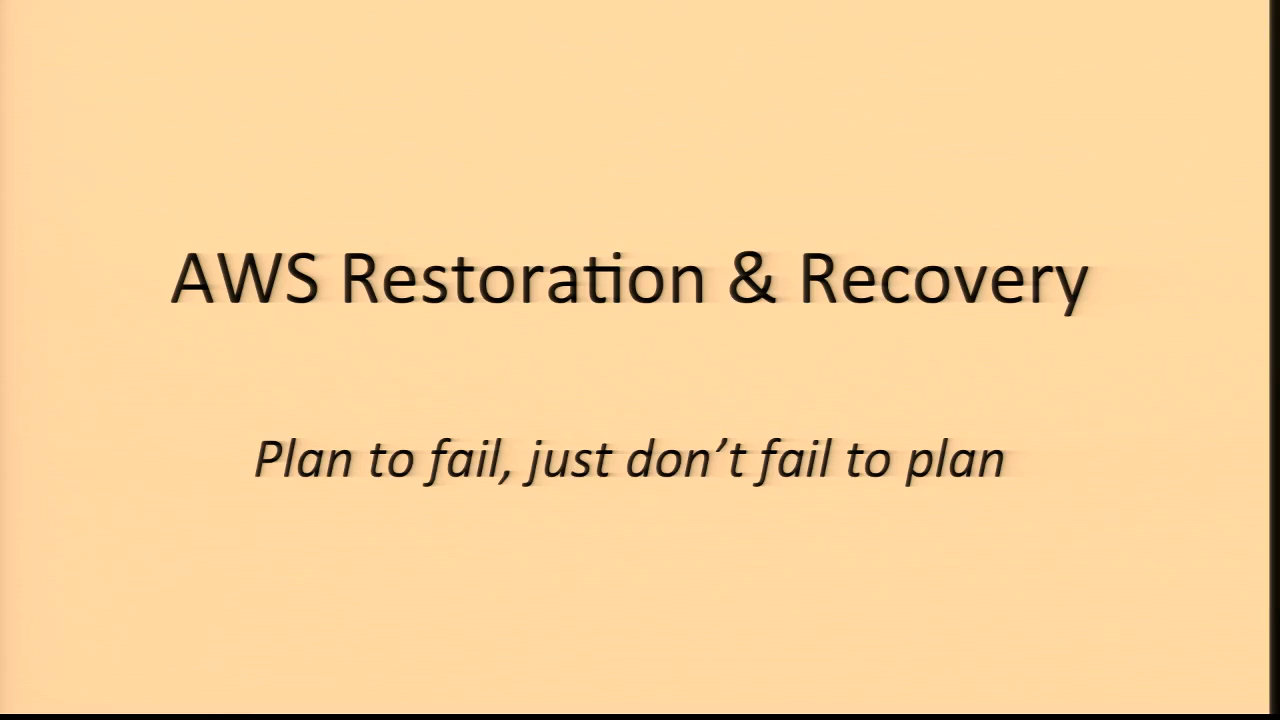 AWS Restoration & Recovery
Plan to fail, just don’t fail to plan